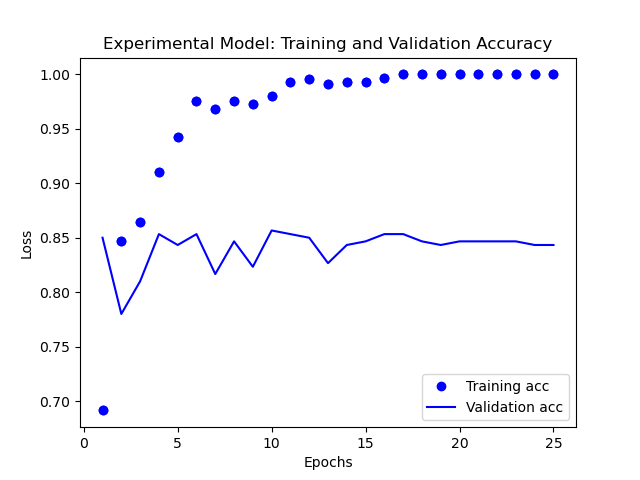 Experimental Model: Training and Validation Accuracy
1.00
0.95
0.90
0.85
0.80
0.75
0.70
Loss
Training acc
Validation acc
0 5 10 15 20 25
Epochs